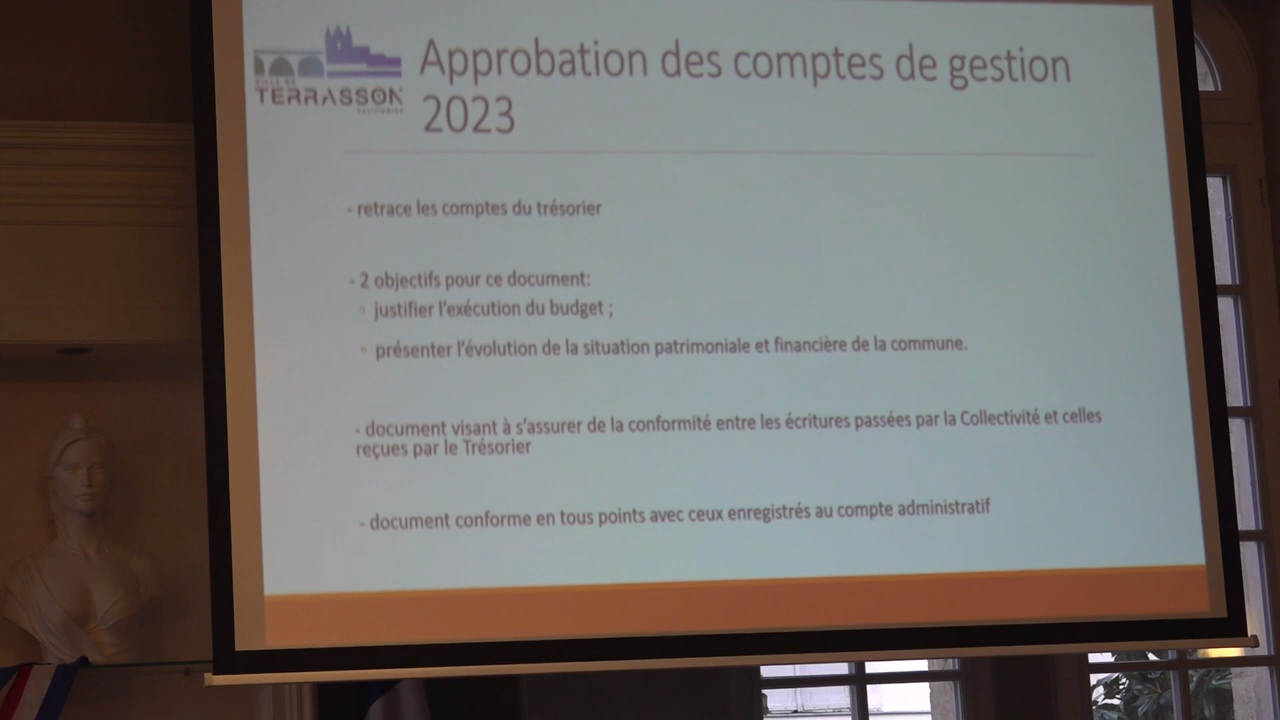 VILLE DE
TERRASSON
Approbation des comptes de gestion
2023
- retrace les comptes du trésorier
- 2 objectifs pour ce document:
justifier l'exécution du budget ;
présenter l'évolution de la situation patrimoniale et financière de la commune.
- document visant à s'assurer de la conformité entre les écritures passées par la Collectivité et celles
reçues par le Trésorier
- document conforme en tous points avec ceux enregistrés au compte administratif